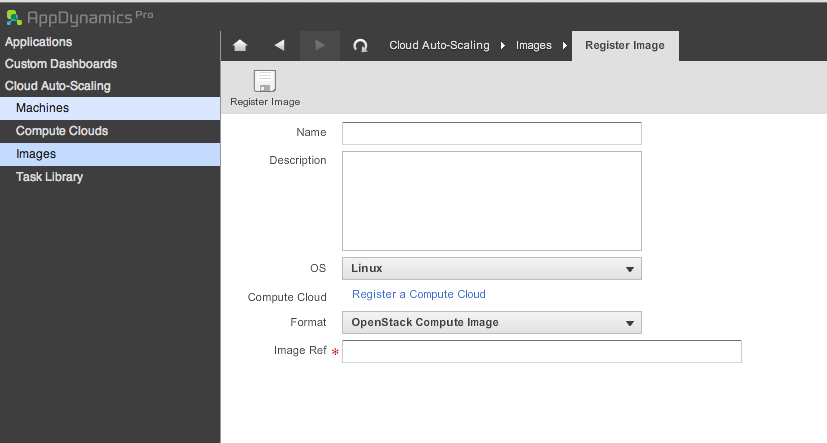 AppDynamics Pro
Applications
Custom Dashboards
Cloud Auto-Scaling
Machines
Compute Clouds
Images
Task Library
Cloud Auto-Scaling Images Register Image
Register Image
Name
Description
OS Linux
Compute Cloud Register a Compute Cloud
Format OpenStack Compute Image
Image Ref *